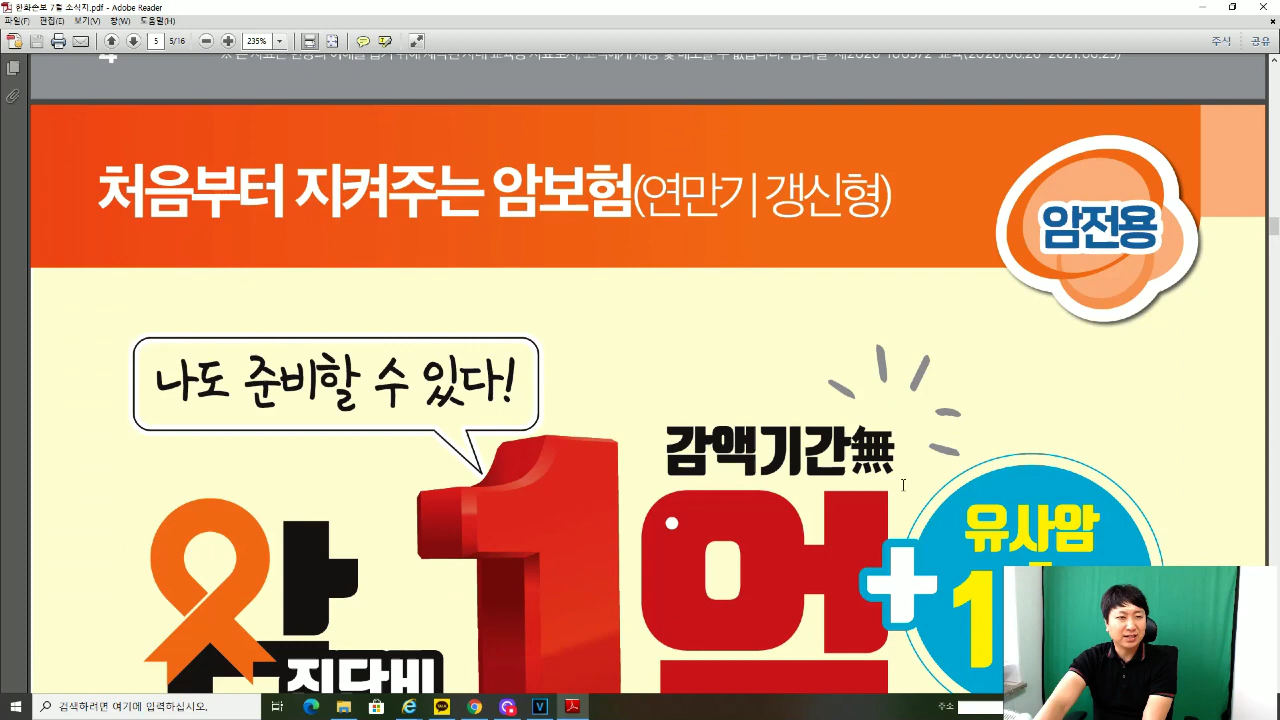 한화손보 7월 소식지.pdf - Adobe Reader
파일(F) 편집(E) 보기(V) 창(W) 도움말(H)
5 5/16 235% 주석 공유
처음부터 지켜주는 암보험(연만기 갱신형)
암전용
나도 준비할 수 있다!
감액기간無
암 1억 +
유사암
1
진단비
검색하려면 여기에 입력하십시오.
주소